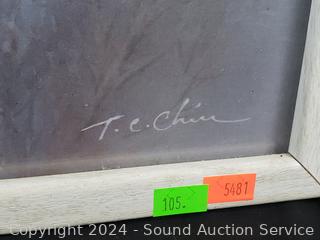 T. C. Chiu
105.
5481
Copyright 2024 - Sound Auction Service